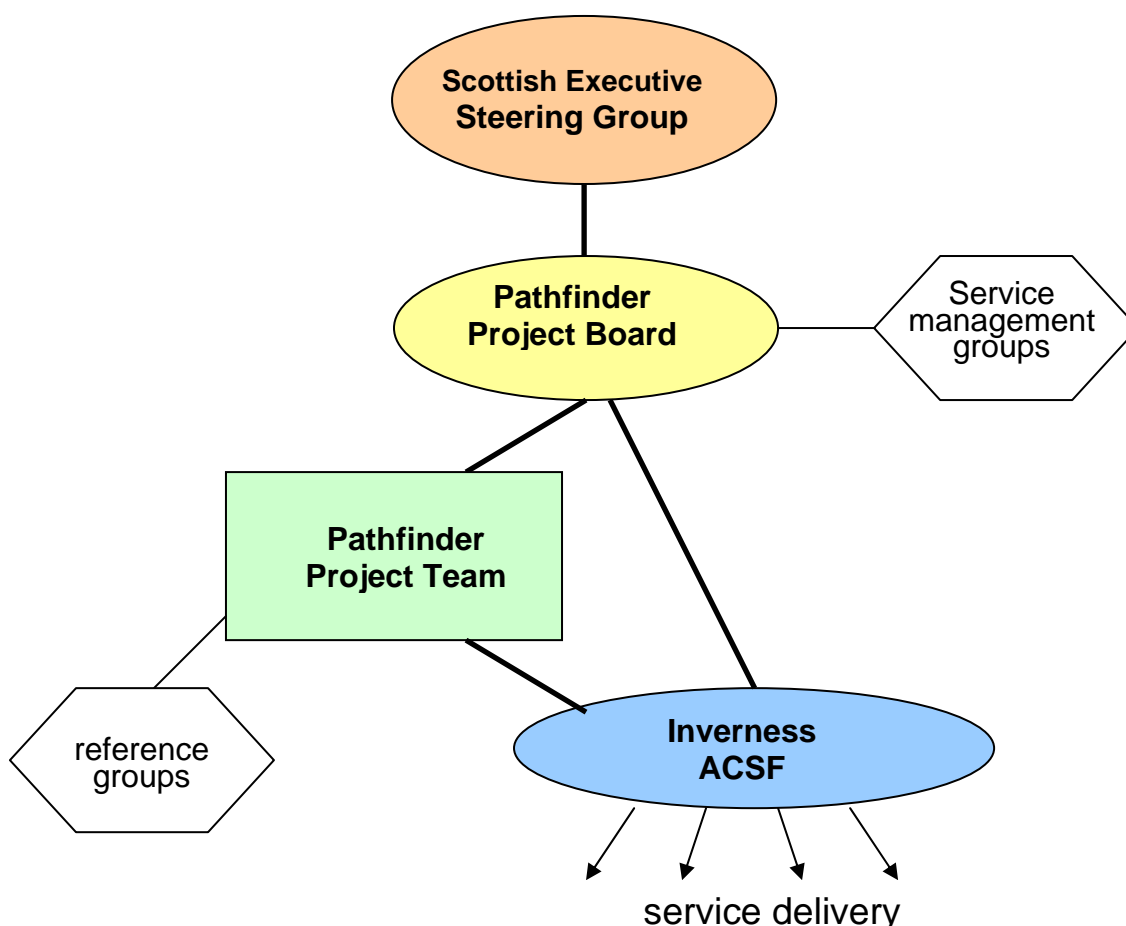 Scottish Executive
Steering Group
Pathfinder
Project Board
Service
management
groups
Pathfinder
Project Team
reference
groups
Inverness
ACSF
service delivery